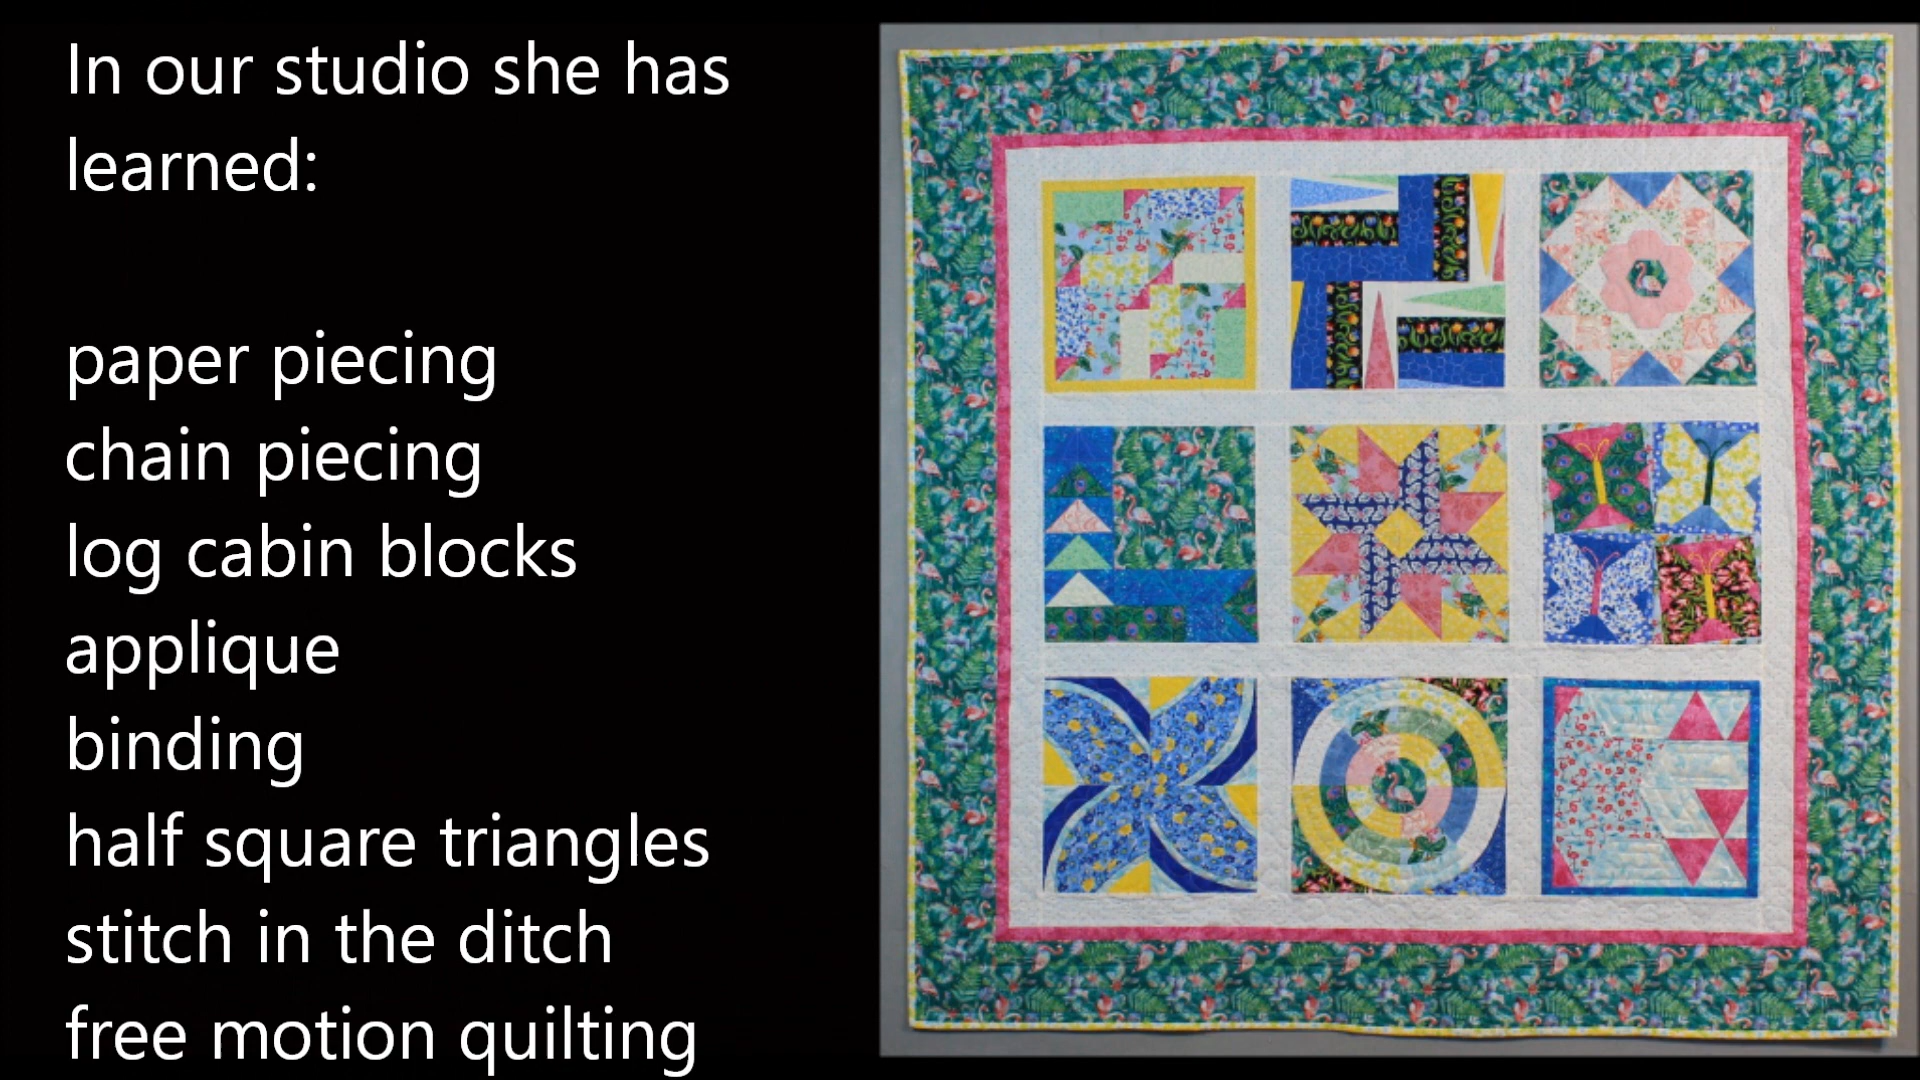 In our studio she has
learned:
paper piecing
chain piecing
log cabin blocks
applique
binding
half square triangles
stitch in the ditch
free motion quilting